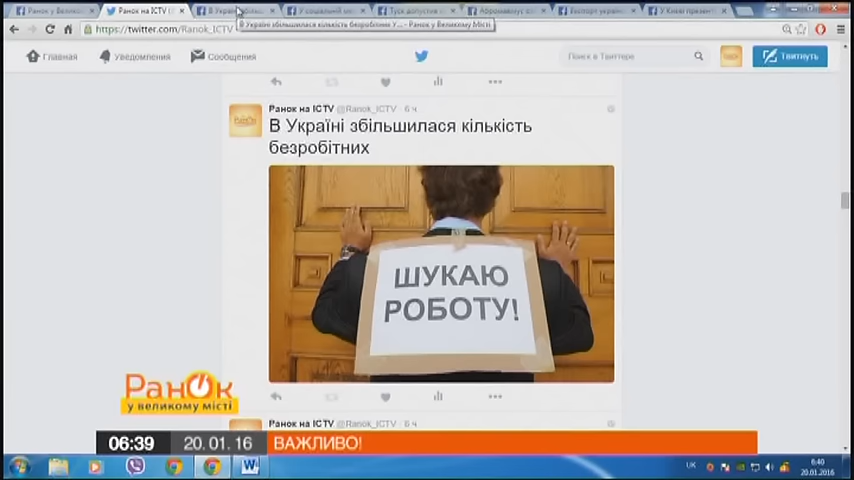 Ранок у Велико
Ранок на ICTV
В Україні збільшилася кількість безробітних У... - Ранок у Великому Місті
https://twitter.com/Ranok_ICTV
Главная
Уведомления
Сообщения
Поиск в Твиттере
Твитнуть
Ранок на ICTV @Ranok_ICTV · 6 ч
В Україні збільшилася кількість
безробітних
ШУКАЮ
РОБОТУ!
Ранок на ICTV @Ranok_ICTV · 6 ч
РанОк
у великому місті
06:39
20.01.16
ВАЖЛИВО!
UK
6:40
20.01.2016